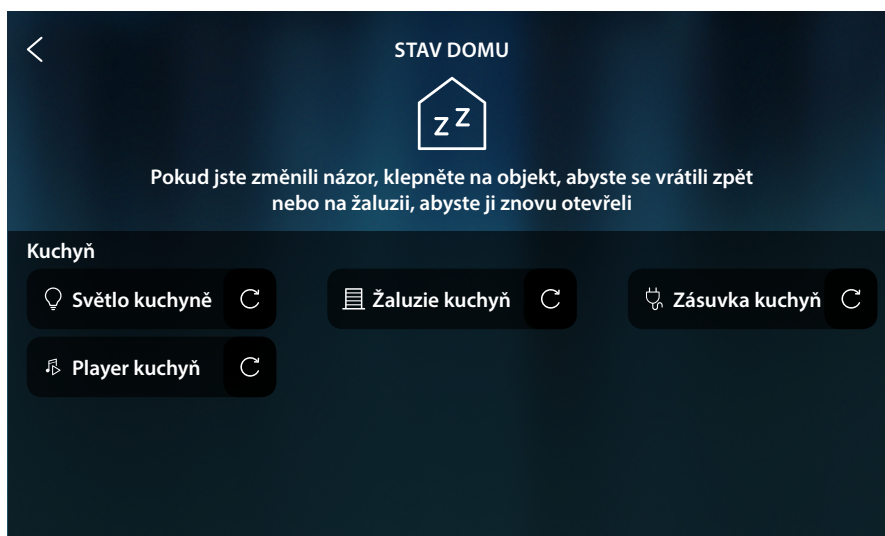 STAV DOMU
z Z
Pokud jste změnili názor, klepněte na objekt, abyste se vrátili zpět
nebo na žaluzii, abyste ji znovu otevřeli
Kuchyň
Světlo kuchyně
Žaluzie kuchyň
Zásuvka kuchyň
Player kuchyň